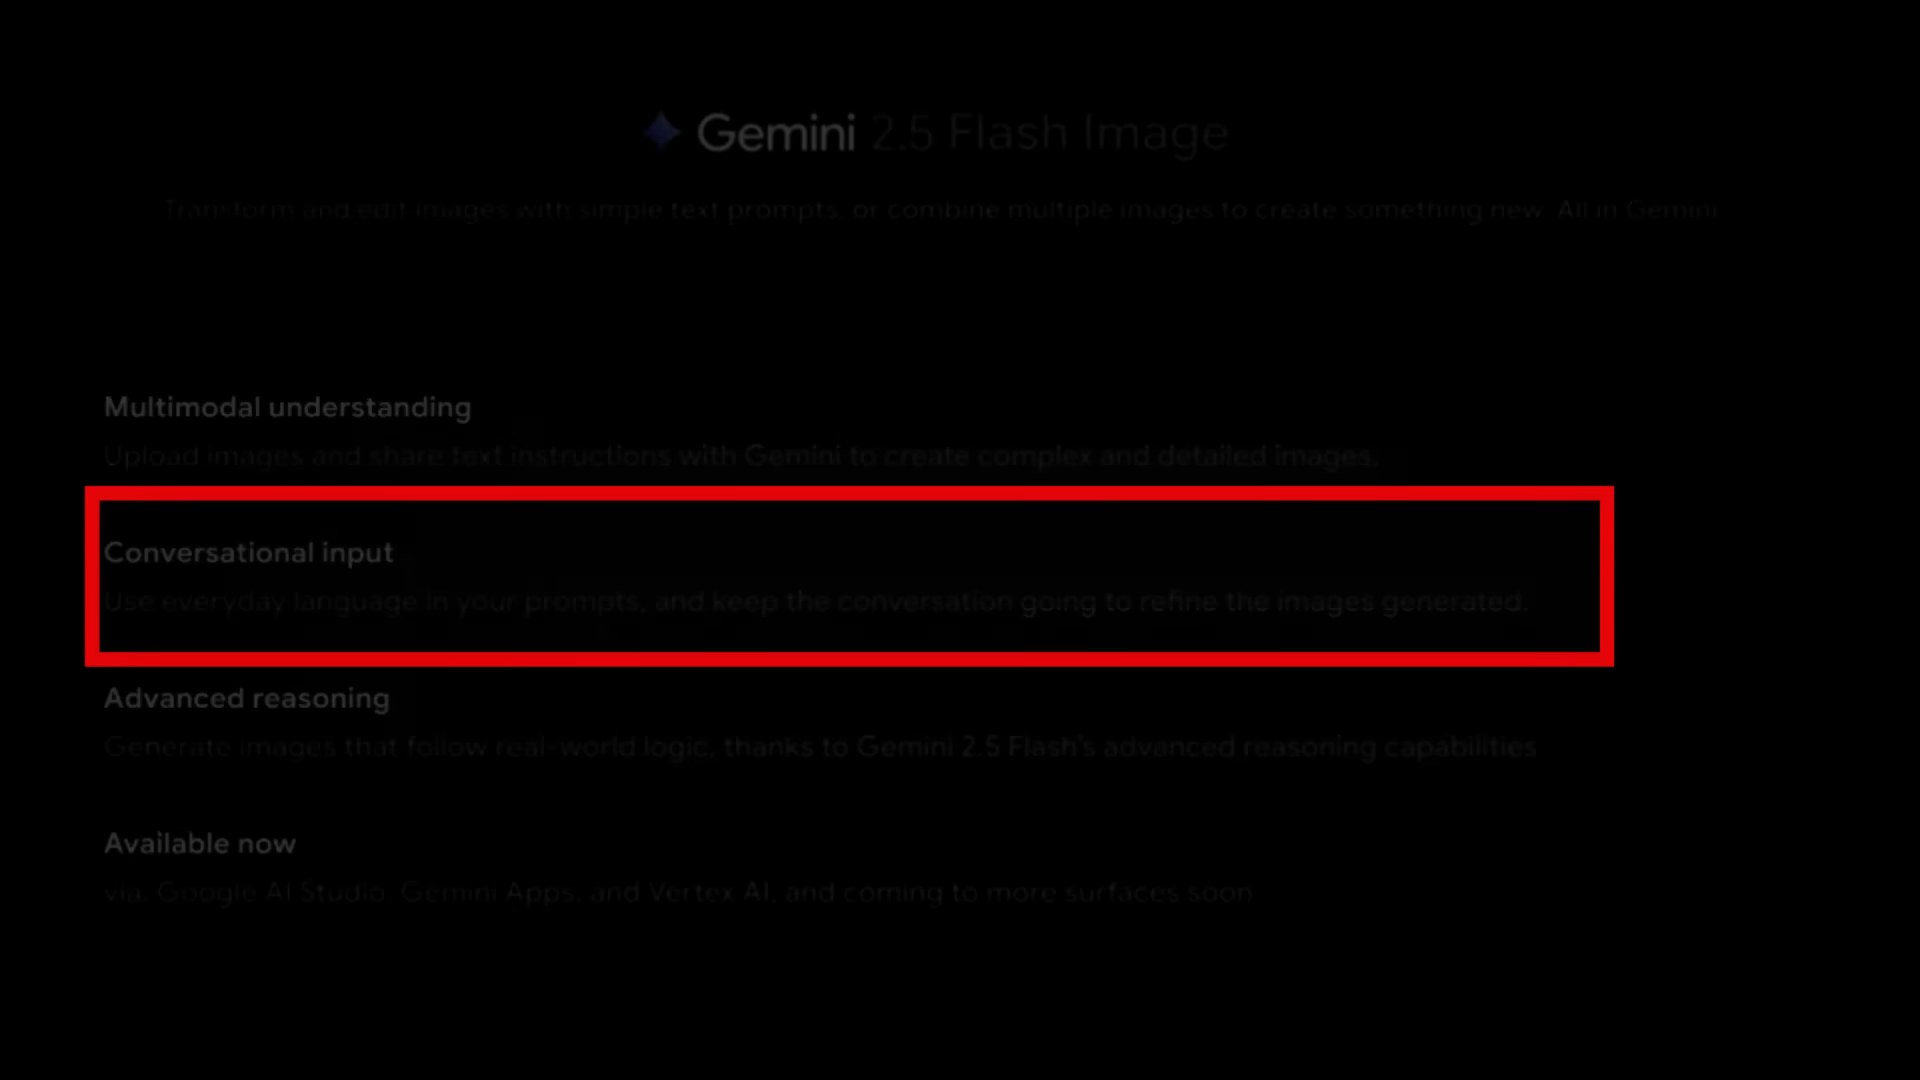 Gemini 2.5 Flash Image
Transform and edit images with simple text prompts, or combine multiple images to create something new. All in Gemini
Multimodal understanding
Upload images and share text instructions with Gemini to create complex and detailed images.
Conversational input
Use everyday language in your prompts, and keep the conversation going to refine the images generated.
Advanced reasoning
Generate images that follow real-world logic, thanks to Gemini 2.5 Flash's advanced reasoning capabilities
Available now
via. Google AI Studio, Gemini Apps, and Vertex AI, and coming to more surfaces soon